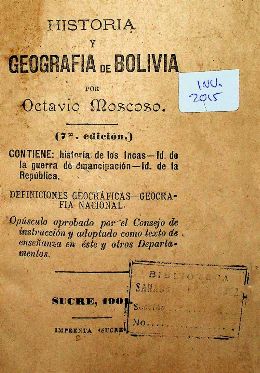 HISTORIA
Y
GEOGRAFIA DE BOLIVIA
POR
Octavio Moscoso.
INV.
2015
(7ª. edición.)
CONTIENE: historia de los Incas—Id. de
la guerra de emancipación—Id. de la
República.
DEFINICIONES GEOGRÁFICAS—GEOGRA-
FIA NACIONAL.
Opúsculo aprobado por el Consejo de
instrucción y adoptado como texto de
enseñanza en éste y otros Departa-
mentos.
SUCRE, 1901
IMPRENTA
BIBLIOTECA
No.